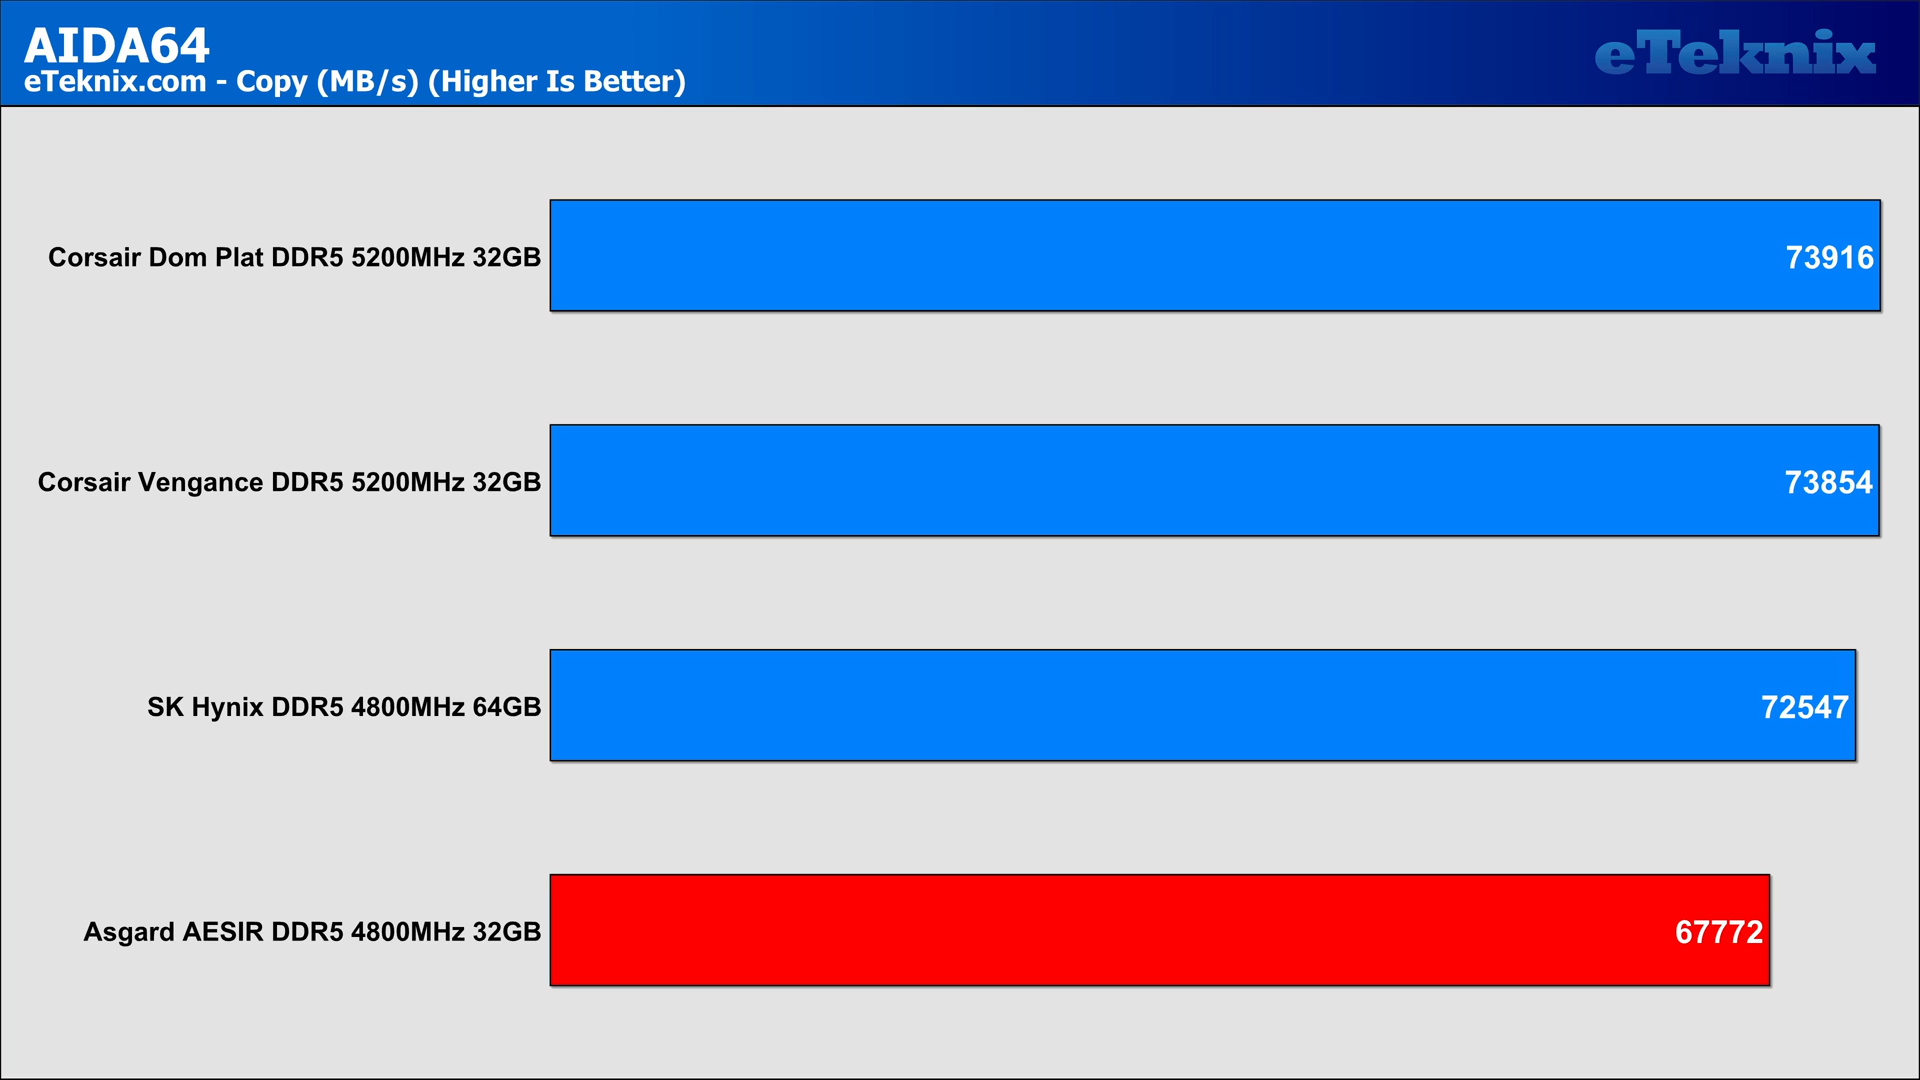 AIDA64
eTeknix.com - Copy (MB/s) (Higher Is Better)
eTeknix
Corsair Dom Plat DDR5 5200MHz 32GB
73916
Corsair Vengance DDR5 5200MHz 32GB
73854
SK Hynix DDR5 4800MHz 64GB
72547
Asgard AESIR DDR5 4800MHz 32GB
67772